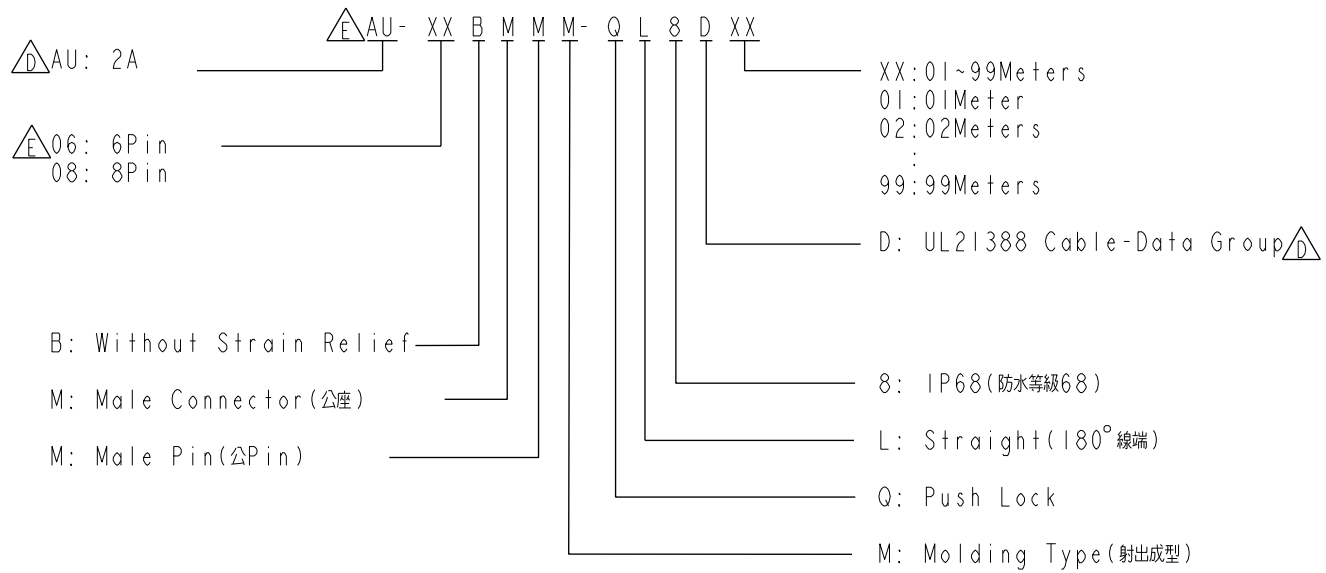 E AU- XX B M M M- Q L 8 D XX
D AU: 2A
E 06: 6Pin
08: 8Pin
B: Without Strain Relief
M: Male Connector(公座)
M: Male Pin(公Pin)
XX:01~99Meters
01:01Meter
02:02Meters
:
99:99Meters
D: UL21388 Cable-Data Group D
8: IP68(防水等級68)
L: Straight(180° 線端)
Q: Push Lock
M: Molding Type(射出成型)